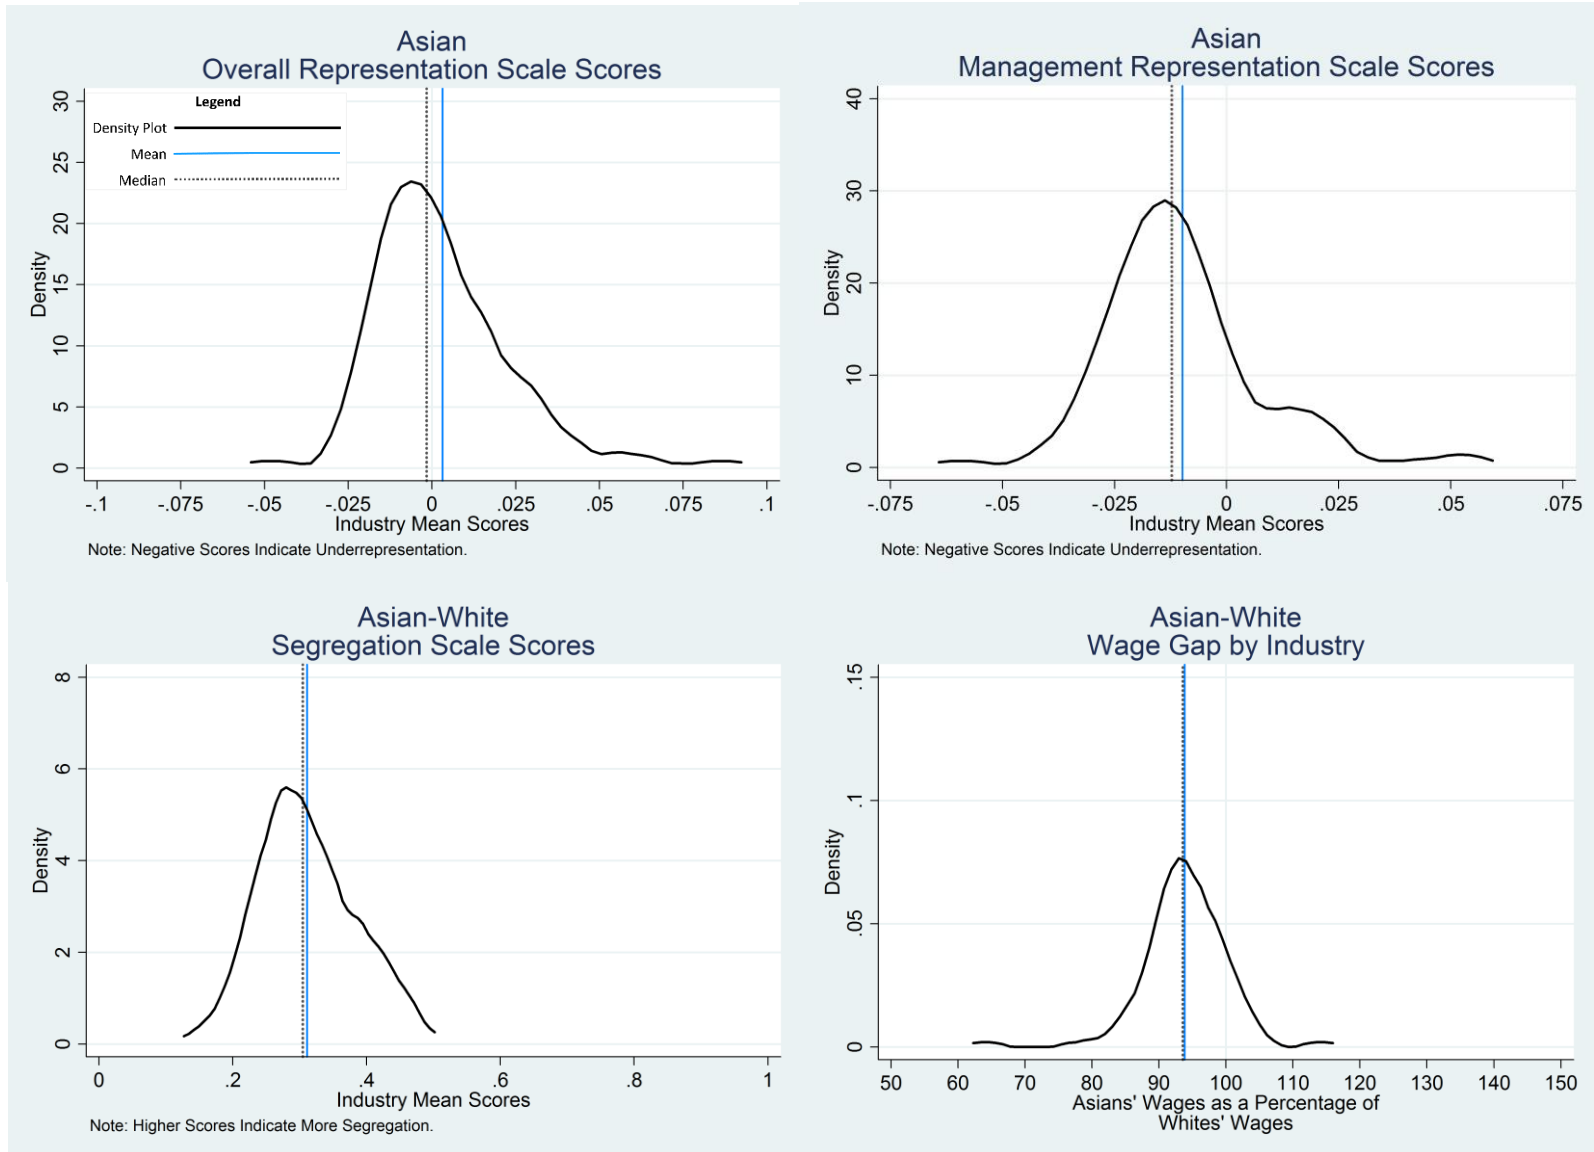 Asian
Overall Representation Scale Scores
Legend
Density Plot
Mean
Median
30
25
20
15
10
5
0
Density
-.1 -.075 -.05 -.025 0 .025 .05 .075 .1
Industry Mean Scores
Note: Negative Scores Indicate Underrepresentation.
Asian
Management Representation Scale Scores
40
30
20
10
0
Density
-.075 -.05 -.025 0 .025 .05 .075
Industry Mean Scores
Note: Negative Scores Indicate Underrepresentation.
Asian-White
Segregation Scale Scores
8
6
4
2
0
Density
0 .2 .4 .6 .8 1
Industry Mean Scores
Note: Higher Scores Indicate More Segregation.
Asian-White
Wage Gap by Industry
.15
.1
.05
0
Density
50 60 70 80 90 100 110 120 130 140 150
Asians' Wages as a Percentage of
Whites' Wages